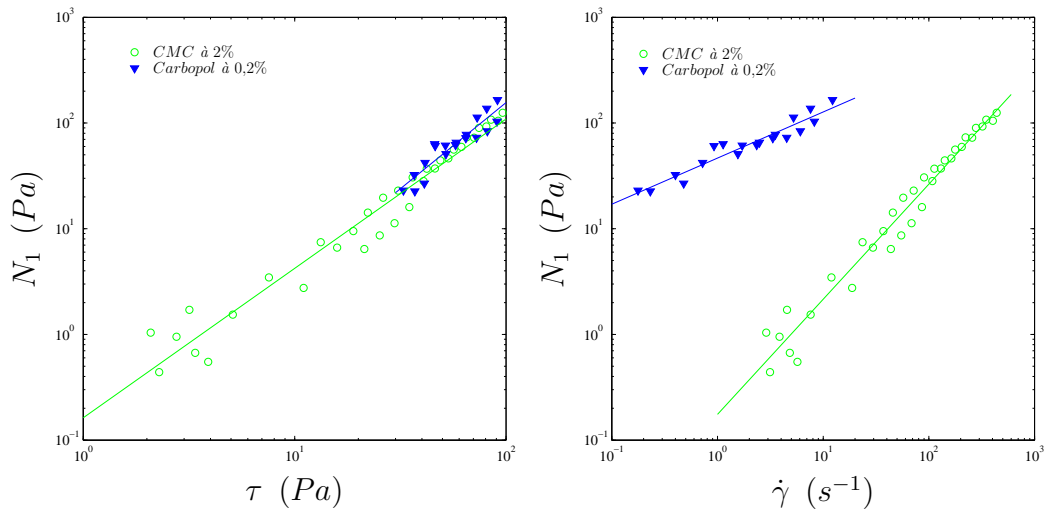 10³
10²
10¹
10⁰
10⁻¹
N₁ (Pa)
CMC à 2%
Carbopol à 0,2%
10⁰ 10¹ 10²
τ (Pa)
10³
10²
10¹
10⁰
10⁻¹
N₁ (Pa)
CMC à 2%
Carbopol à 0,2%
10⁻¹ 10⁰ 10¹ 10² 10³
γ̇ (s⁻¹)